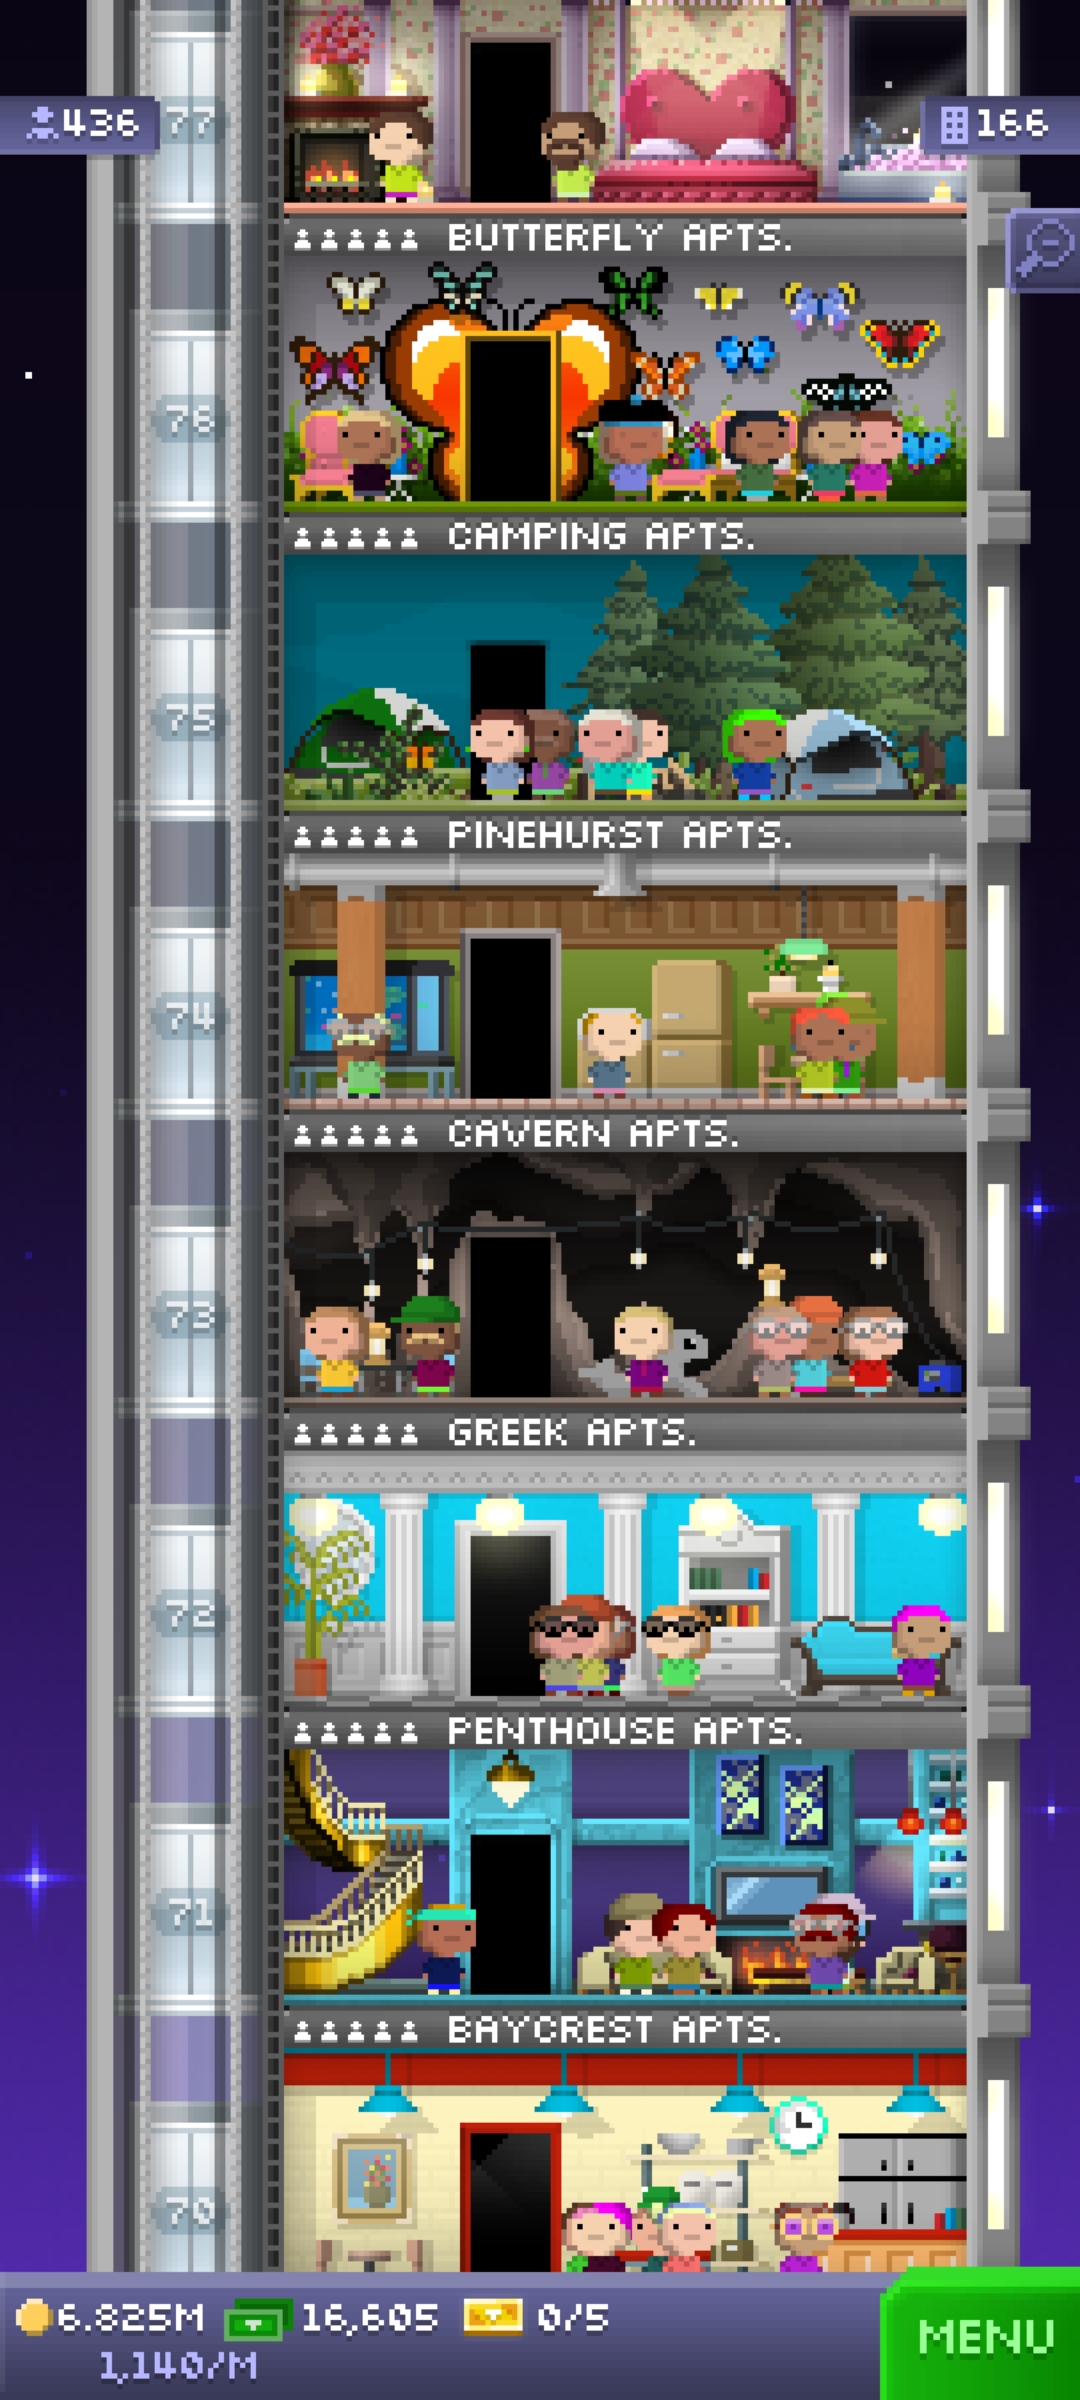 436
77
166
BUTTERFLY APTS.
76
CAMPING APTS.
75
PINEHURST APTS.
74
CAVERN APTS.
73
GREEK APTS.
72
PENTHOUSE APTS.
71
BAYCREST APTS.
70
6.825M 16,605 0/5
1,140/M
MENU